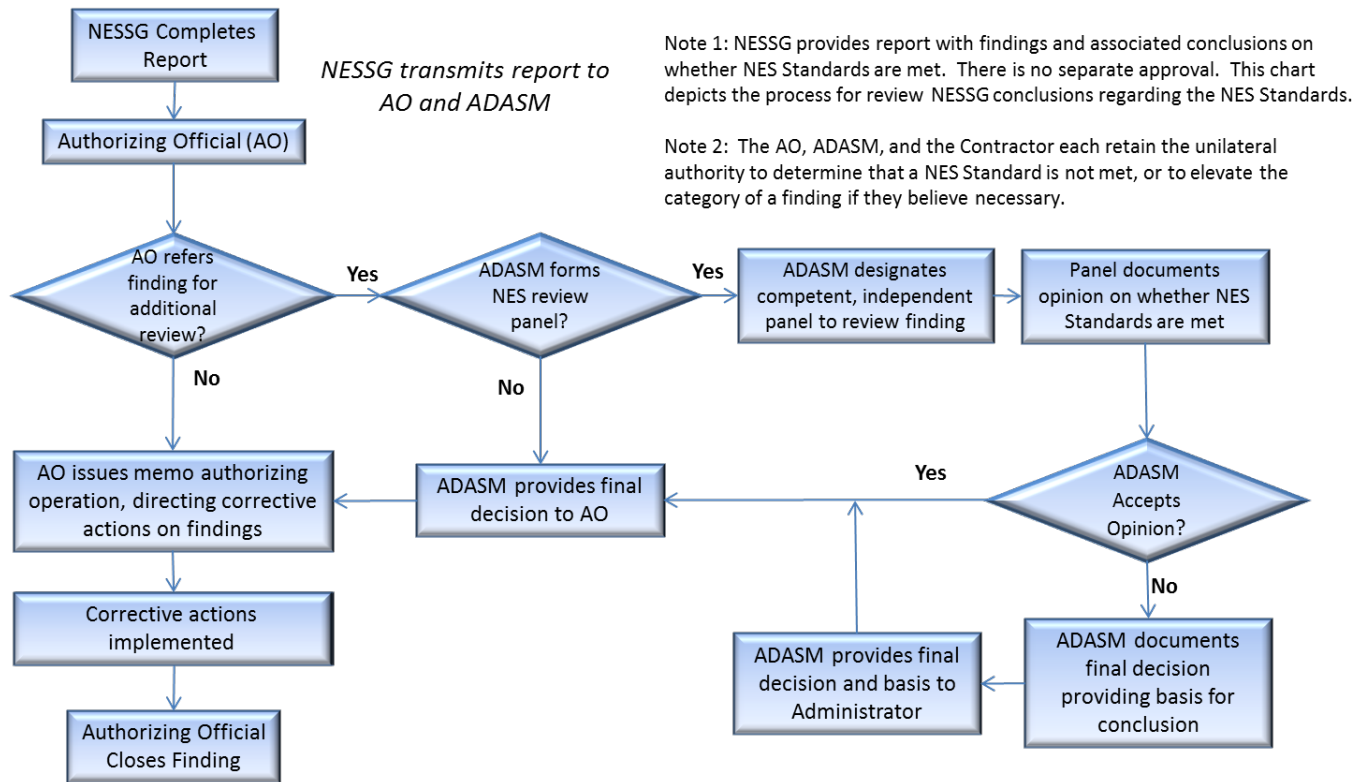 NESSG Completes
Report
NESSG transmits report to
AO and ADASM
Note 1: NESSG provides report with findings and associated conclusions on
whether NES Standards are met.  There is no separate approval.  This chart
depicts the process for review NESSG conclusions regarding the NES Standards.
Note 2:  The AO, ADASM, and the Contractor each retain the unilateral
authority to determine that a NES Standard is not met, or to elevate the
category of a finding if they believe necessary.
Authorizing Official (AO)
AO refers
finding for
additional
review?
Yes
No
ADASM forms
NES review
panel?
Yes
No
ADASM designates
competent, independent
panel to review finding
Panel documents
opinion on whether NES
Standards are met
ADASM
Accepts
Opinion?
Yes
No
AO issues memo authorizing
operation, directing corrective
actions on findings
ADASM provides final
decision to AO
Corrective actions
implemented
ADASM provides final
decision and basis to
Administrator
ADASM documents
final decision
providing basis for
conclusion
Authorizing Official
Closes Finding